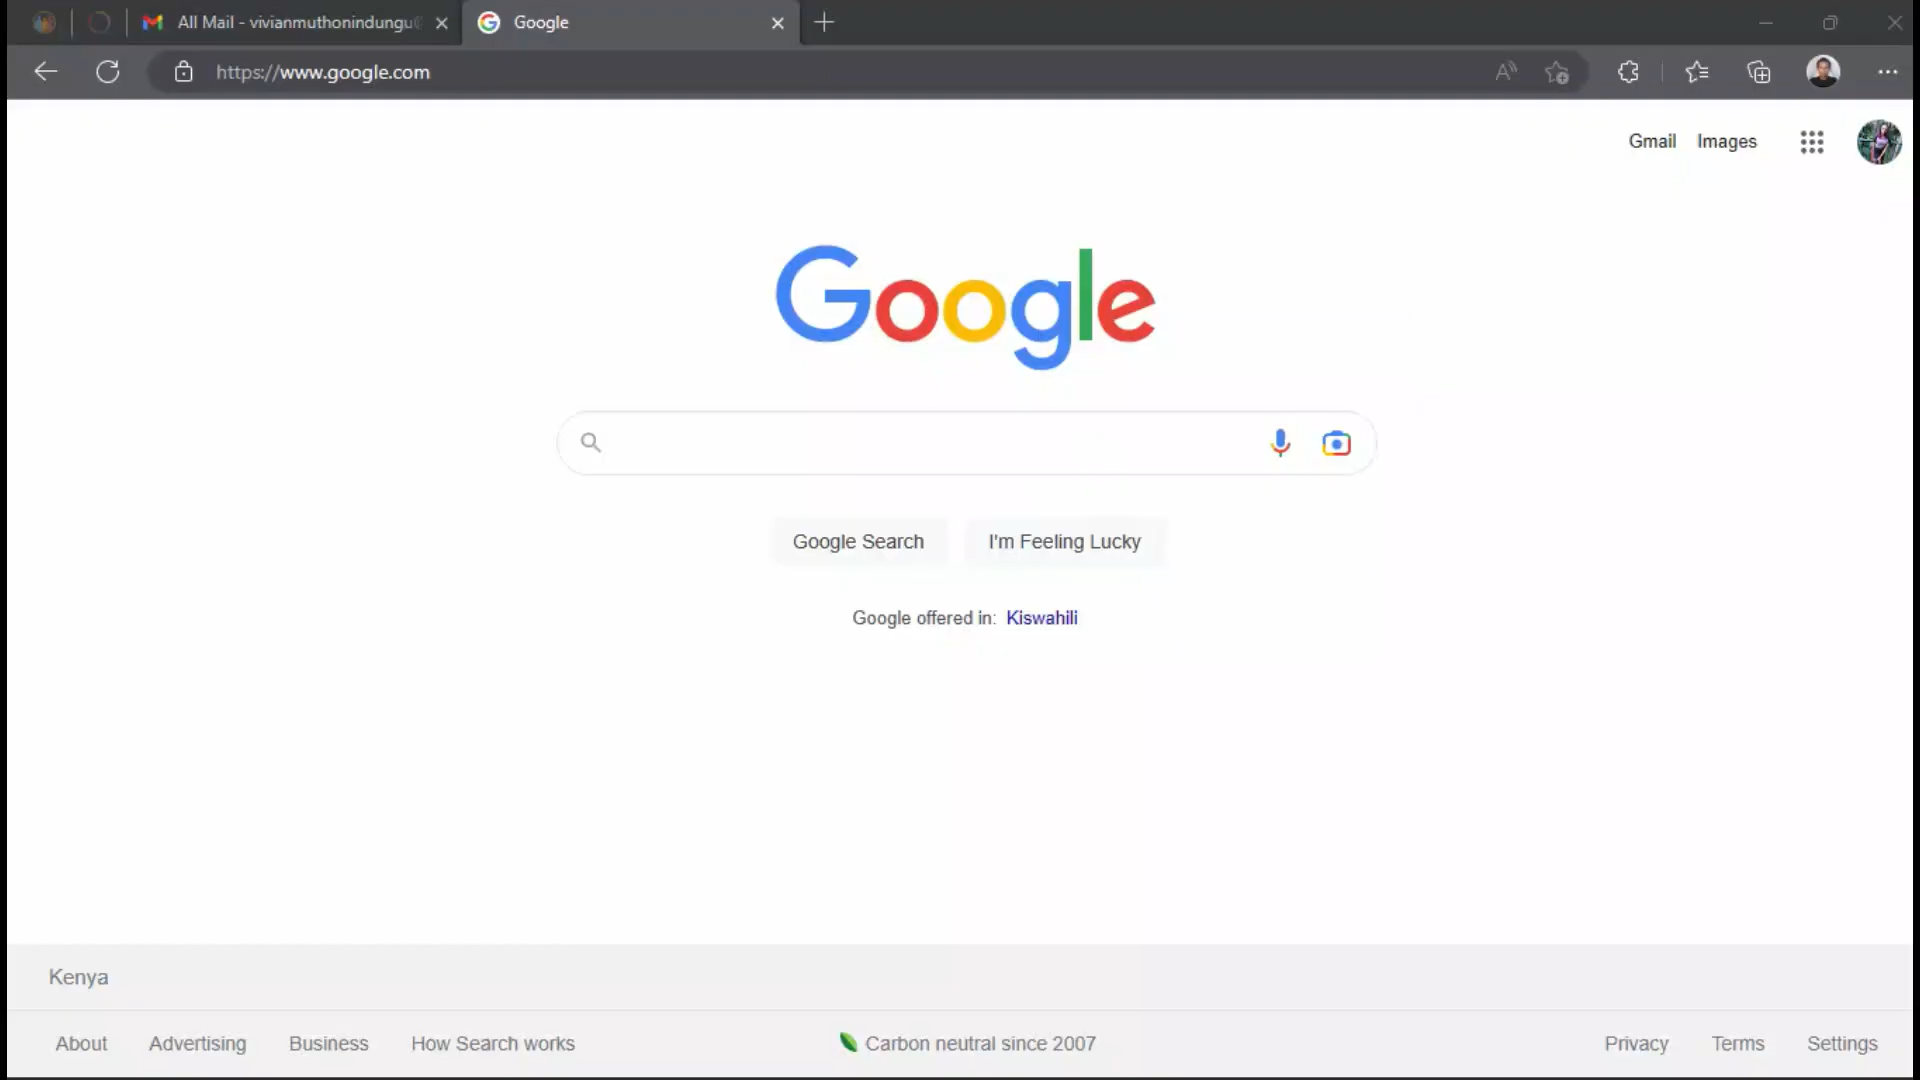 All Mail - vivianmuthonindungu@
Google
https://www.google.com
Gmail Images
Google
Google Search I'm Feeling Lucky
Google offered in: Kiswahili
Kenya
About Advertising Business How Search works Carbon neutral since 2007 Privacy Terms Settings